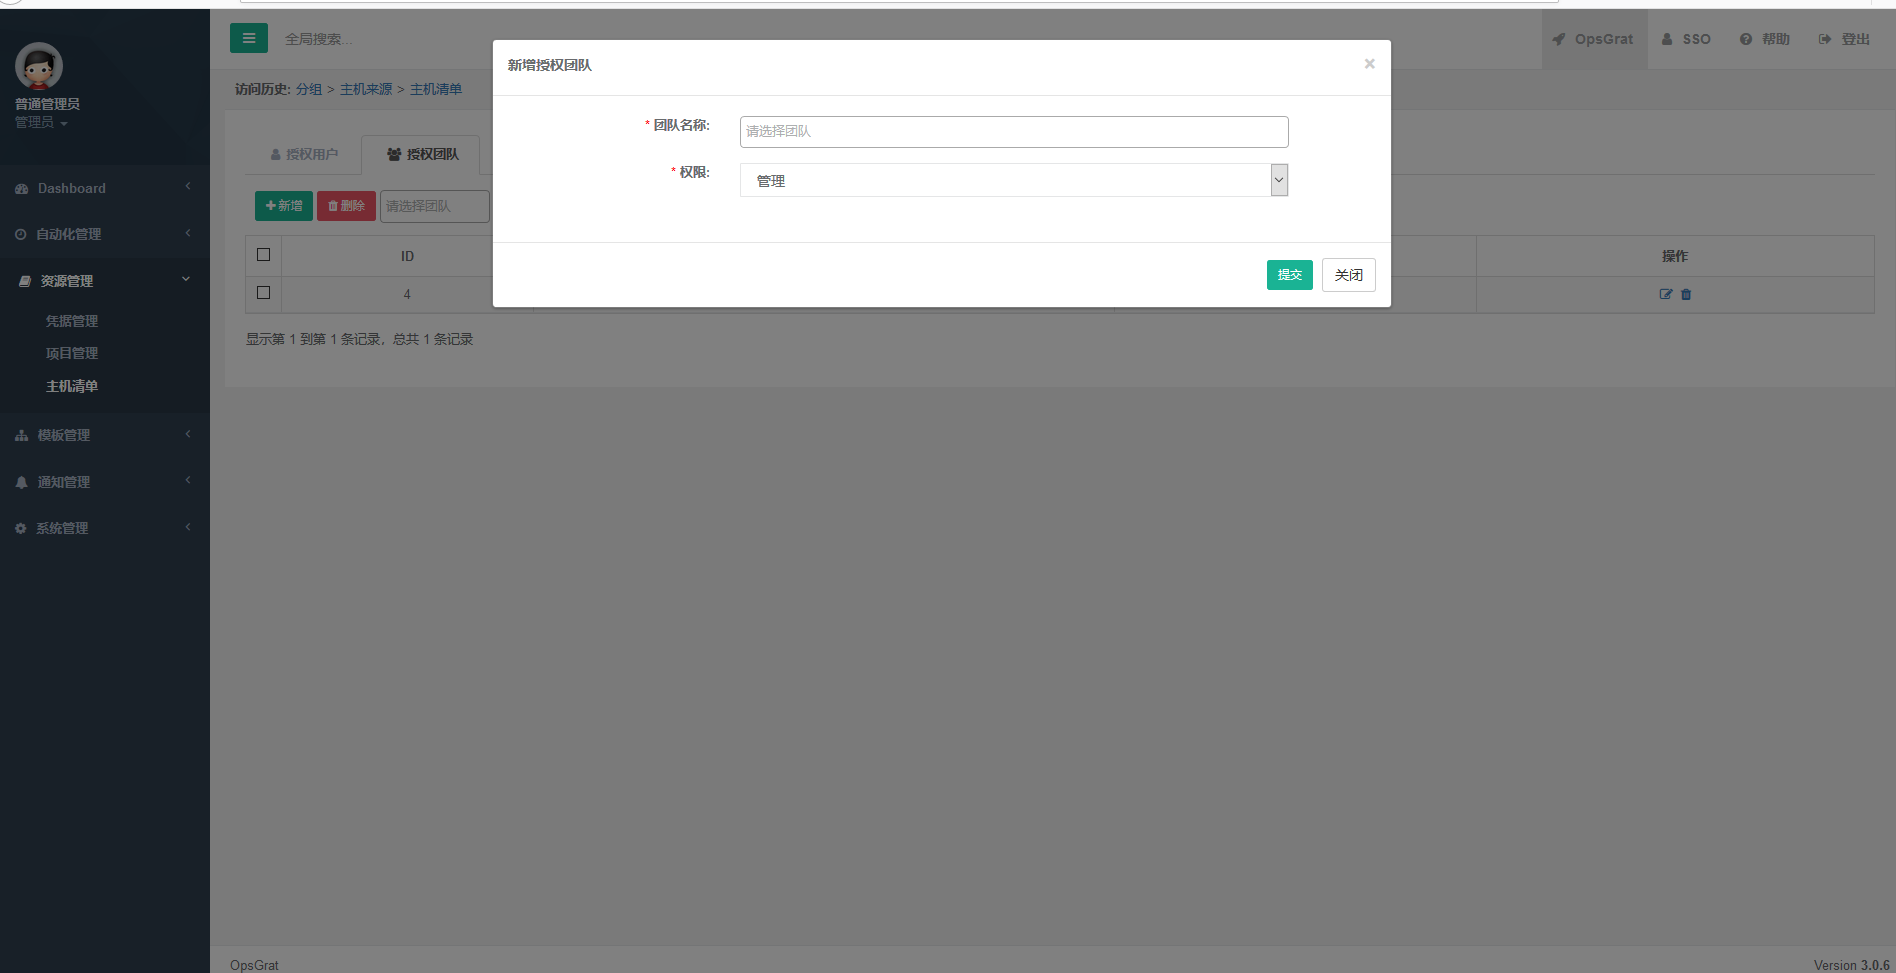 普通管理员
管理员
Dashboard
自动化管理
资源管理
凭据管理
项目管理
主机清单
模板管理
通知管理
系统管理
全局搜索...
OpsGrat
SSO
帮助
登出
访问历史: 分组 > 主机来源 > 主机清单
授权用户
授权团队
新增
删除
请选择团队
ID
操作
4
显示第 1 到第 1 条记录，总共 1 条记录
新增授权团队
×
* 团队名称:
请选择团队
* 权限:
管理
提交
关闭
OpsGrat
Version 3.0.6